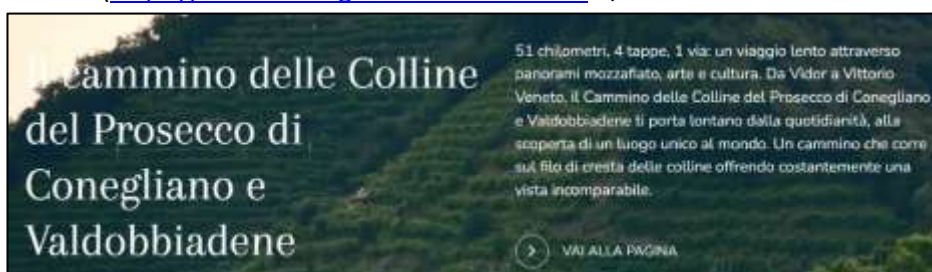 Il cammino delle Colline
del Prosecco di
Conegliano e
Valdobbiadene
51 chilometri, 4 tappe, 1 via: un viaggio lento attraverso
panorami mozzafiato, arte e cultura. Da Vidor a Vittorio
Veneto, il Cammino delle Colline del Prosecco di Conegliano
e Valdobbiadene ti porta lontano dalla quotidianità, alla
scoperta di un luogo unico al mondo. Un cammino che corre
sul filo di cresta delle colline offrendo costantemente una
vista incomparabile.
VAI ALLA PAGINA